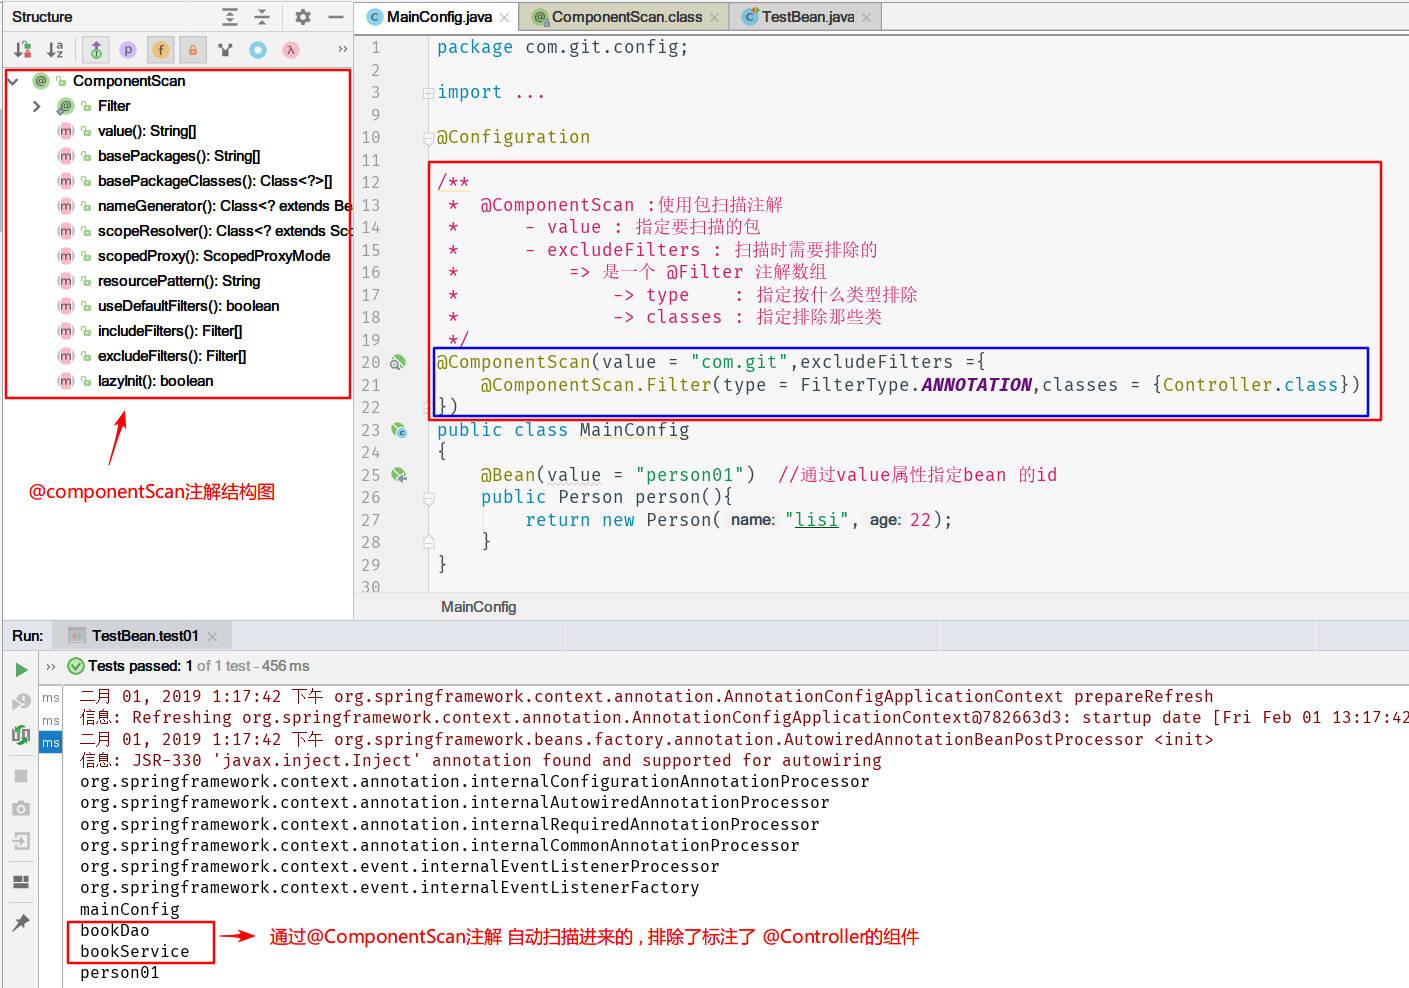 Structure
MainConfig.java
ComponentScan.class
TestBean.java
ComponentScan
Filter
value(): String[]
basePackages(): String[]
basePackageClasses(): Class<?>[]
nameGenerator(): Class<? extends Be
scopeResolver(): Class<? extends Sco
scopedProxy(): ScopedProxyMode
resourcePattern(): String
useDefaultFilters(): boolean
includeFilters(): Filter[]
excludeFilters(): Filter[]
lazyInit(): boolean
@componentScan注解结构图
1 package com.git.config;
2
3 import ...
9
10 @Configuration
11
12 /**
13 * @ComponentScan :使用包扫描注解
14 * - value : 指定要扫描的包
15 * - excludeFilters : 扫描时需要排除的
16 * => 是一个 @Filter 注解数组
17 * -> type : 指定按什么类型排除
18 * -> classes : 指定排除那些类
19 */
20 @ComponentScan(value = "com.git",excludeFilters ={
21 @ComponentScan.Filter(type = FilterType.ANNOTATION,classes = {Controller.class})
22 })
23 public class MainConfig
24 {
25 @Bean(value = "person01") //通过value属性指定bean 的id
26 public Person person(){
27 return new Person( name: "lisi", age: 22);
28 }
29 }
30
MainConfig
Run: TestBean.test01
Tests passed: 1 of 1 test – 456 ms
ms 二月 01, 2019 1:17:42 下午 org.springframework.context.annotation.AnnotationConfigApplicationContext prepareRefresh
ms 信息: Refreshing org.springframework.context.annotation.AnnotationConfigApplicationContext@782663d3: startup date [Fri Feb 01 13:17:42
ms 二月 01, 2019 1:17:42 下午 org.springframework.beans.factory.annotation.AutowiredAnnotationBeanPostProcessor <init>
信息: JSR-330 'javax.inject.Inject' annotation found and supported for autowiring
org.springframework.context.annotation.internalConfigurationAnnotationProcessor
org.springframework.context.annotation.internalAutowiredAnnotationProcessor
org.springframework.context.annotation.internalRequiredAnnotationProcessor
org.springframework.context.annotation.internalCommonAnnotationProcessor
org.springframework.context.event.internalEventListenerProcessor
org.springframework.context.event.internalEventListenerFactory
mainConfig
bookDao
bookService
通过@ComponentScan注解 自动扫描进来的 , 排除了标注了 @Controller的组件
person01